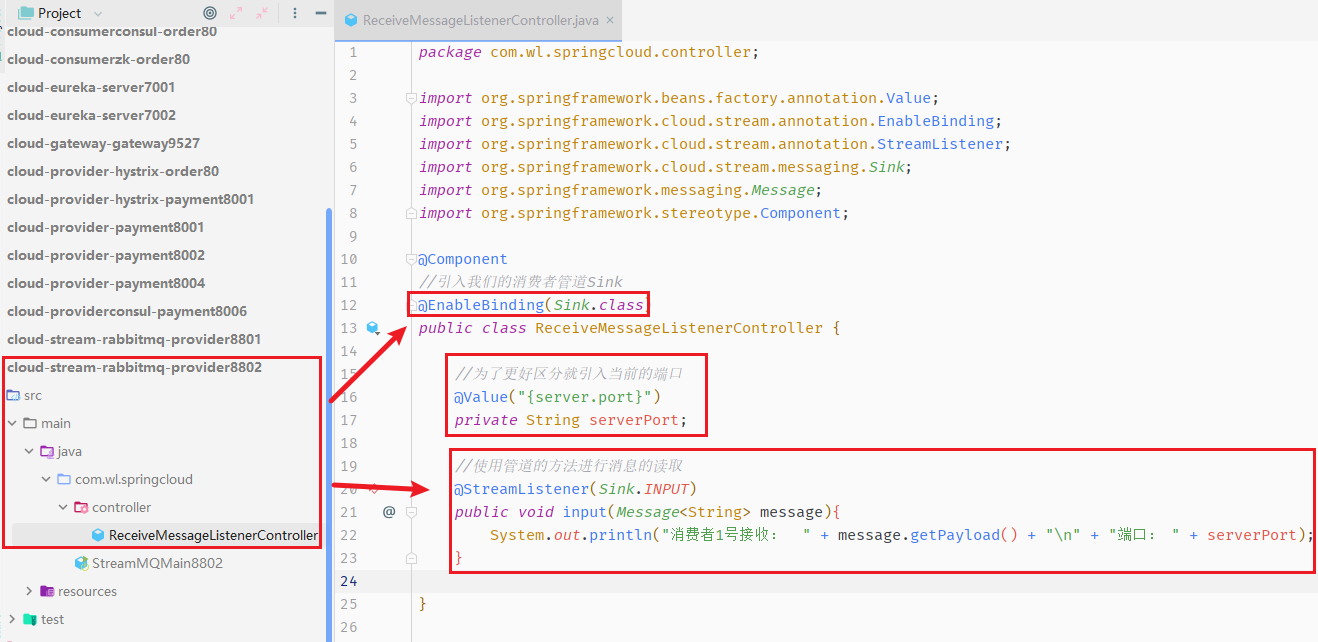 Project
cloud-consumerconsul-order80
cloud-consumerzk-order80
cloud-eureka-server7001
cloud-eureka-server7002
cloud-gateway-gateway9527
cloud-provider-hystrix-order80
cloud-provider-hystrix-payment8001
cloud-provider-payment8001
cloud-provider-payment8002
cloud-provider-payment8004
cloud-providerconsul-payment8006
cloud-stream-rabbitmq-provider8801
cloud-stream-rabbitmq-provider8802
src
main
java
com.wl.springcloud
controller
ReceiveMessageListenerController
StreamMQMain8802
resources
test
ReceiveMessageListenerController.java ×
1 package com.wl.springcloud.controller;
2
3 import org.springframework.beans.factory.annotation.Value;
4 import org.springframework.cloud.stream.annotation.EnableBinding;
5 import org.springframework.cloud.stream.annotation.StreamListener;
6 import org.springframework.cloud.stream.messaging.Sink;
7 import org.springframework.messaging.Message;
8 import org.springframework.stereotype.Component;
9
10 @Component
11 //引入我们的消费者管道Sink
12 @EnableBinding(Sink.class)
13 public class ReceiveMessageListenerController {
14
15 //为了更好区分就引入当前的端口
16 @Value("{server.port}")
17 private String serverPort;
18
19 //使用管道的方法进行消息的读取
20 @StreamListener(Sink.INPUT)
21 @ public void input(Message<String> message){
22 System.out.println("消费者1号接收： " + message.getPayload() + "\n" + "端口： " + serverPort);
23 }
24
25 }
26